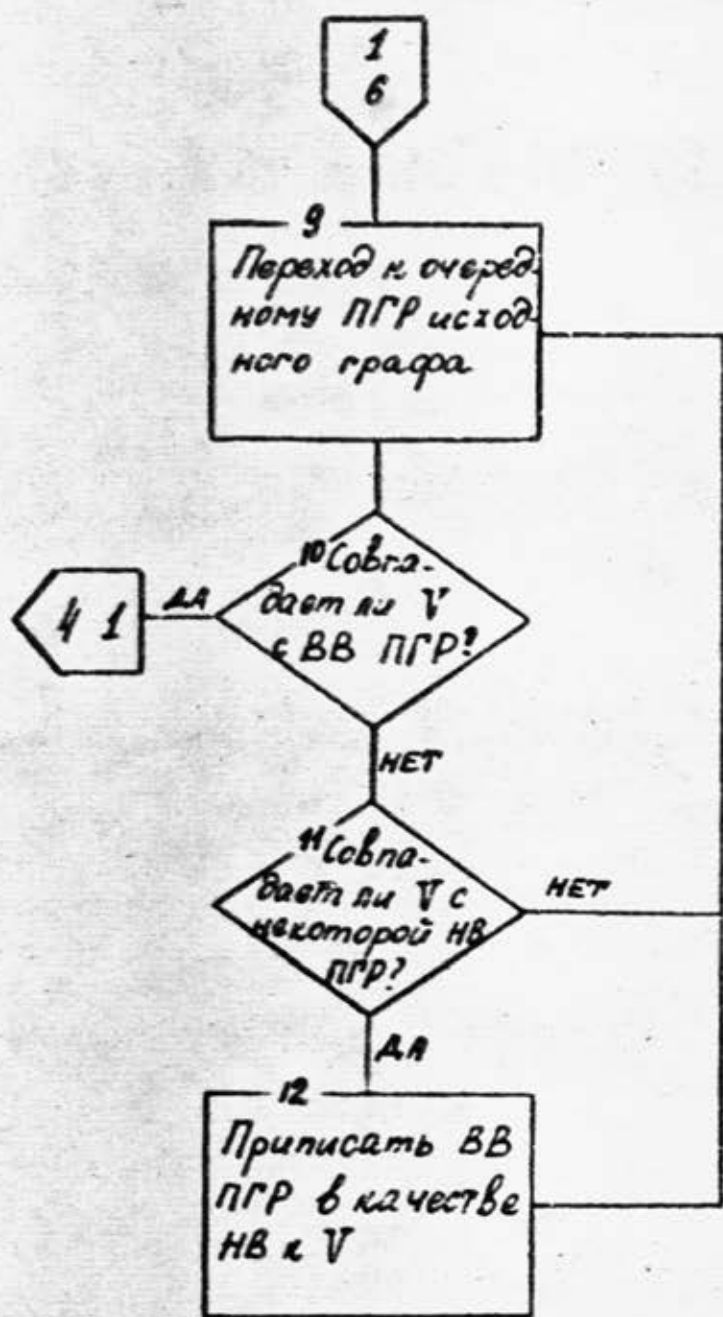 1
6
9
Переход к очеред-
ному ПГР исход-
ного графа
10 Совпа-
дает ли V
с ВВ ПГР?
ДА
4 1
НЕТ
11 Совпа-
дает ли V с
некоторой НВ
ПГР?
НЕТ
ДА
12
Приписать ВВ
ПГР в качестве
НВ к V